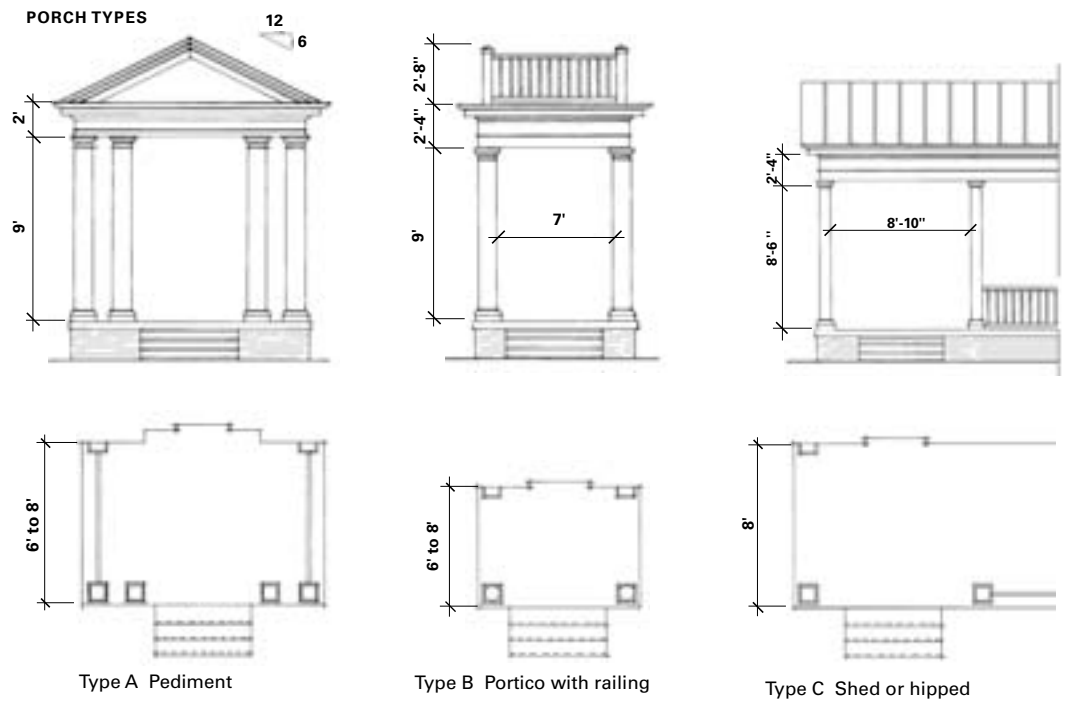 PORCH TYPES
12
6
2'
9'
2'-8"
2'-4"
9'
7'
2'-4"
8'-6 "
8'-10"
6' to 8'
6' to 8'
8'
Type A Pediment
Type B Portico with railing
Type C Shed or hipped